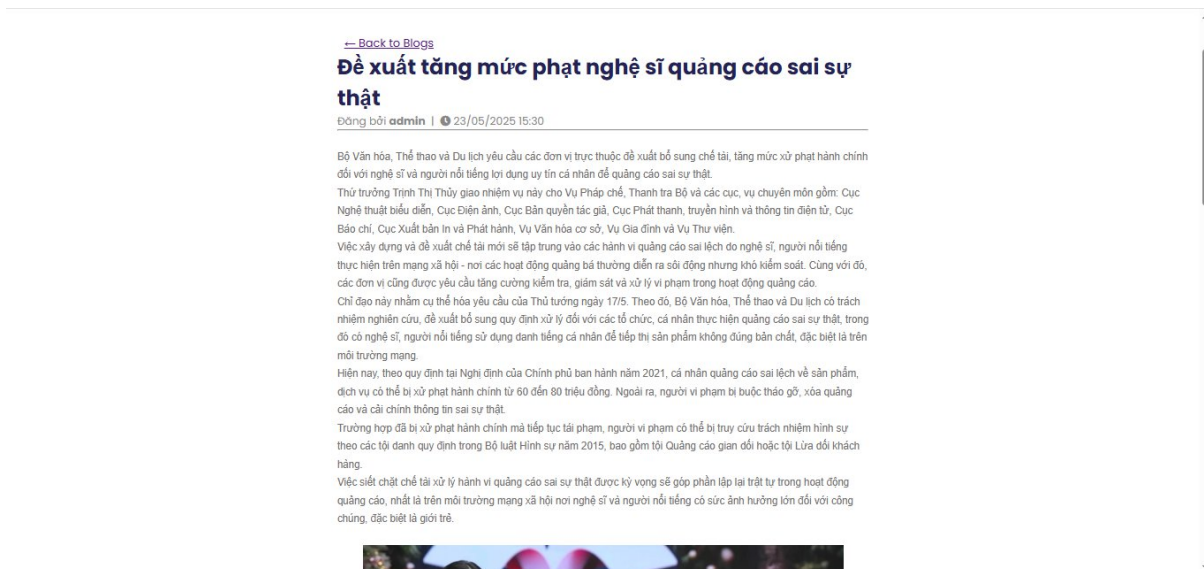 ← Back to Blogs
Đề xuất tăng mức phạt nghệ sĩ quảng cáo sai sự
thật
Đăng bởi admin | 23/05/2025 15:30
Bộ Văn hóa, Thể thao và Du lịch yêu cầu các đơn vị trực thuộc đề xuất bổ sung chế tài, tăng mức xử phạt hành chính
đối với nghệ sĩ và người nổi tiếng lợi dụng uy tín cá nhân để quảng cáo sai sự thật.
Thứ trưởng Trịnh Thị Thủy giao nhiệm vụ này cho Vụ Pháp chế, Thanh tra Bộ và các cục, vụ chuyên môn gồm: Cục
Nghệ thuật biểu diễn, Cục Điện ảnh, Cục Bản quyền tác giả, Cục Phát thanh, truyền hình và thông tin điện tử, Cục
Báo chí, Cục Xuất bản In và Phát hành, Vụ Văn hóa cơ sở, Vụ Gia đình và Vụ Thư viện.
Việc xây dựng và đề xuất chế tài mới sẽ tập trung vào các hành vi quảng cáo sai lệch do nghệ sĩ, người nổi tiếng
thực hiện trên mạng xã hội - nơi các hoạt động quảng bá thường diễn ra sôi động nhưng khó kiểm soát. Cùng với đó,
các đơn vị cũng được yêu cầu tăng cường kiểm tra, giám sát và xử lý vi phạm trong hoạt động quảng cáo.
Chỉ đạo này nhằm cụ thể hóa yêu cầu của Thủ tướng ngày 17/5. Theo đó, Bộ Văn hóa, Thể thao và Du lịch có trách
nhiệm nghiên cứu, đề xuất bổ sung quy định xử lý đối với các tổ chức, cá nhân thực hiện quảng cáo sai sự thật, trong
đó có nghệ sĩ, người nổi tiếng sử dụng danh tiếng cá nhân để tiếp thị sản phẩm không đúng bản chất, đặc biệt là trên
môi trường mạng.
Hiện nay, theo quy định tại Nghị định của Chính phủ ban hành năm 2021, cá nhân quảng cáo sai lệch về sản phẩm,
dịch vụ có thể bị xử phạt hành chính từ 60 đến 80 triệu đồng. Ngoài ra, người vi phạm bị buộc tháo gỡ, xóa quảng
cáo và cải chính thông tin sai sự thật.
Trường hợp đã bị xử phạt hành chính mà tiếp tục tái phạm, người vi phạm có thể bị truy cứu trách nhiệm hình sự
theo các tội danh quy định trong Bộ luật Hình sự năm 2015, bao gồm tội Quảng cáo gian dối hoặc tội Lừa dối khách
hàng.
Việc siết chặt chế tài xử lý hành vi quảng cáo sai sự thật được kỳ vọng sẽ góp phần lập lại trật tự trong hoạt động
quảng cáo, nhất là trên môi trường mạng xã hội nơi nghệ sĩ và người nổi tiếng có sức ảnh hưởng lớn đối với công
chúng, đặc biệt là giới trẻ.